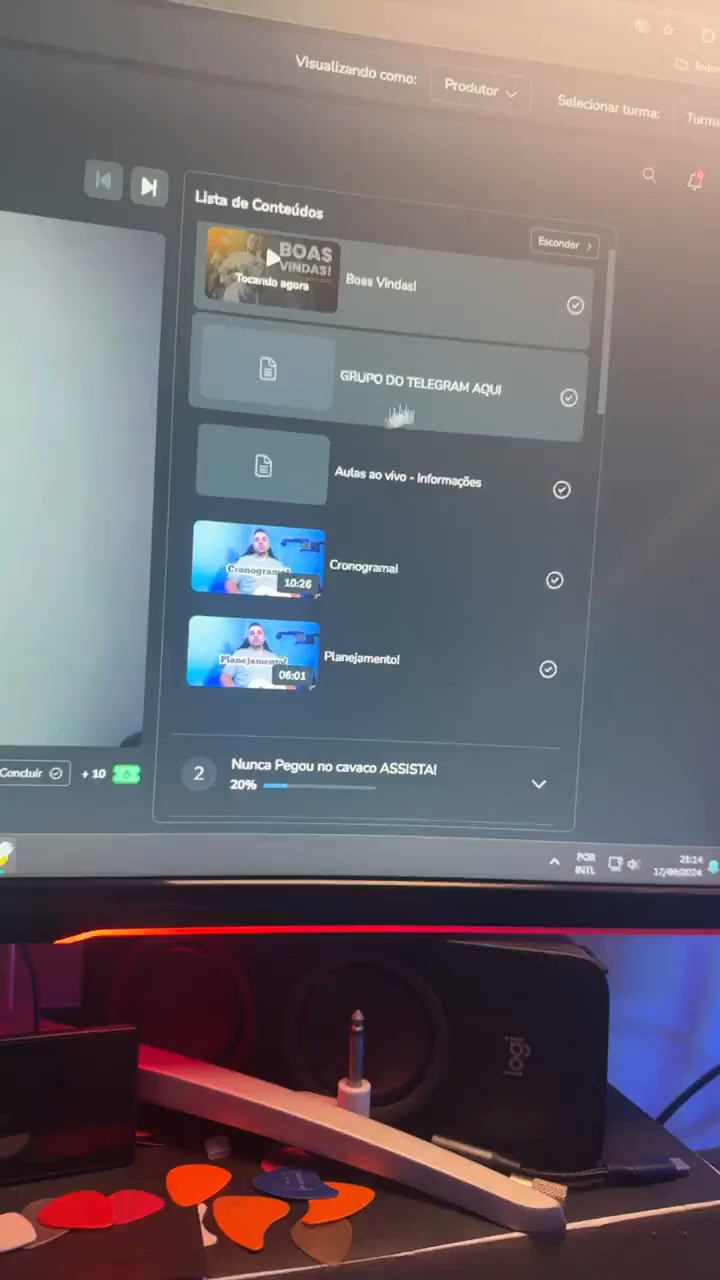 Visualizando como:
Produtor
Selecionar turma:
Lista de Conteúdos
Esconder
BOAS
VINDAS!
Tocando agora
Boas Vindas!
GRUPO DO TELEGRAM AQUI
Aulas ao vivo - Informações
Cronograma!
10:26
Cronograma!
Planejamento!
06:01
Planejamento!
Concluir
+ 10
2
Nunca Pegou no cavaco ASSISTA!
20%
POR
INTL
21:14
17/09/2024
logi